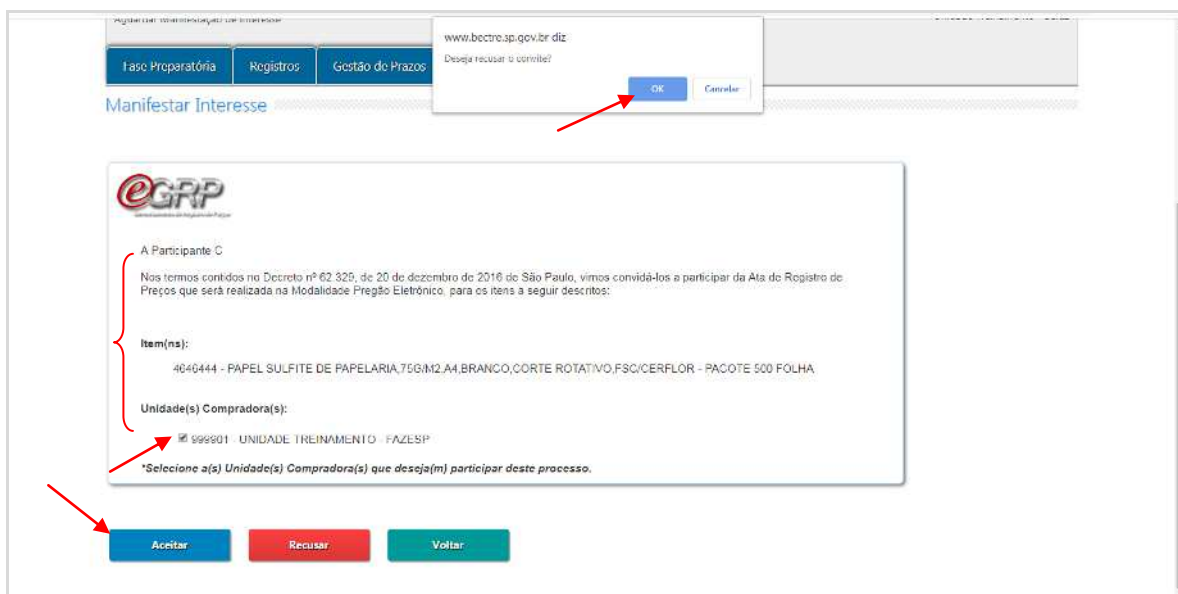 Aguardar Manifestação de Interesse
www.bectre.sp.gov.br diz
Deseja recusar o convite?
OK
Cancelar
Fase Preparatória
Registros
Gestão de Prazos
Manifestar Interesse
eGRP
A Participante C
Nos termos contidos no Decreto nº 62.329, de 20 de dezembro de 2016 de São Paulo, vimos convidá-los a participar da Ata de Registro de
Preços que será realizada na Modalidade Pregão Eletrônico, para os itens a seguir descritos:
Item(ns):
4646444 - PAPEL SULFITE DE PAPELARIA,75G/M2,A4,BRANCO,CORTE ROTATIVO,FSC/CERFLOR - PACOTE 500 FOLHA
Unidade(s) Compradora(s):
999901 - UNIDADE TREINAMENTO - FAZESP
*Selecione a(s) Unidade(s) Compradora(s) que deseja(m) participar deste processo.
Aceitar
Recusar
Voltar